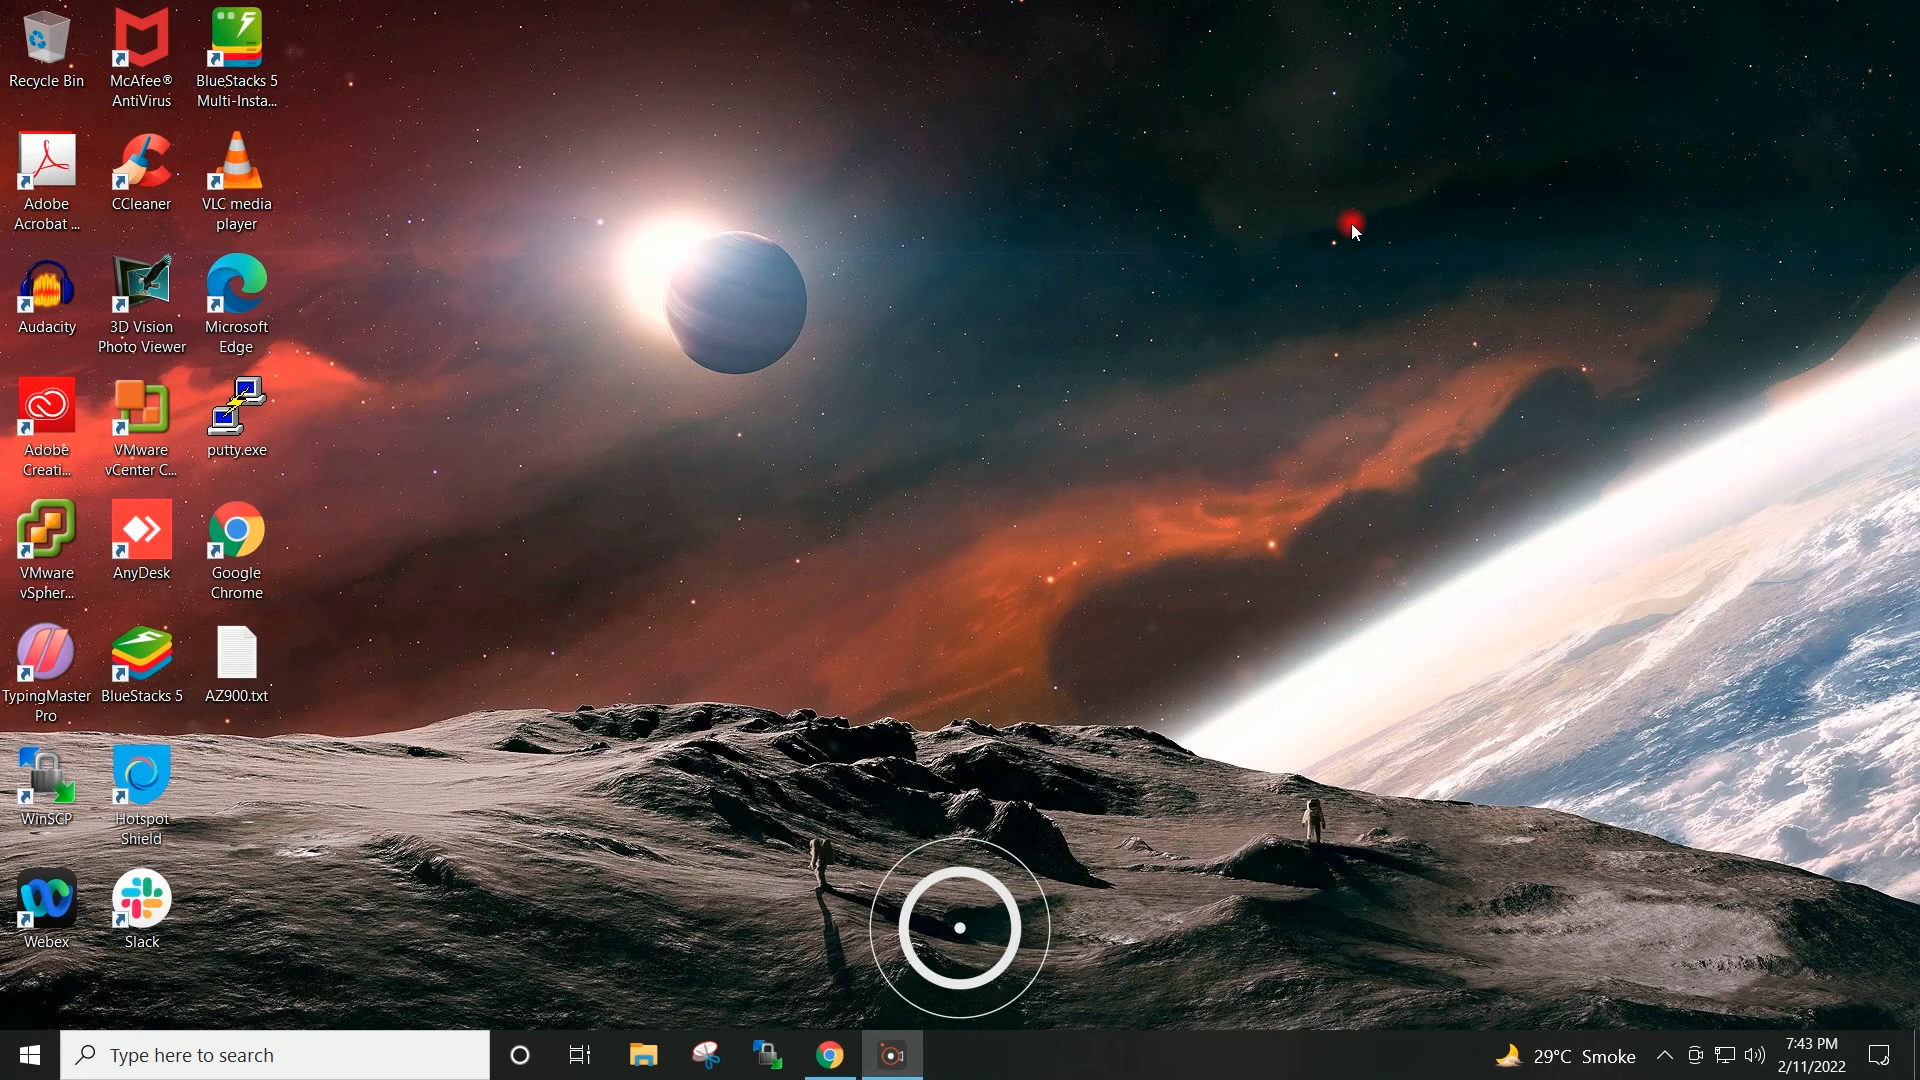 Recycle Bin
McAfee®
AntiVirus
BlueStacks 5
Multi-Insta...
Adobe
Acrobat ...
CCleaner
VLC media
player
Audacity
3D Vision
Photo Viewer
Microsoft
Edge
Adobe
Creati...
VMware
vCenter C...
putty.exe
VMware
vSpher...
AnyDesk
Google
Chrome
TypingMaster
Pro
BlueStacks 5
AZ900.txt
WinSCP
Hotspot
Shield
Webex
Slack
Type here to search
29°C Smoke
7:43 PM
2/11/2022